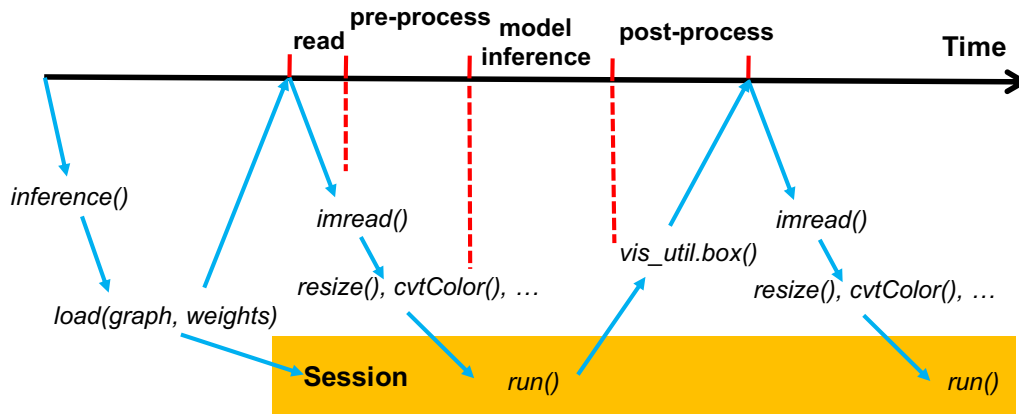 pre-process
read
model
inference
post-process
Time
inference()
imread()
imread()
vis_util.box()
resize(), cvtColor(), …
resize(), cvtColor(), …
load(graph, weights)
Session
run()
run()